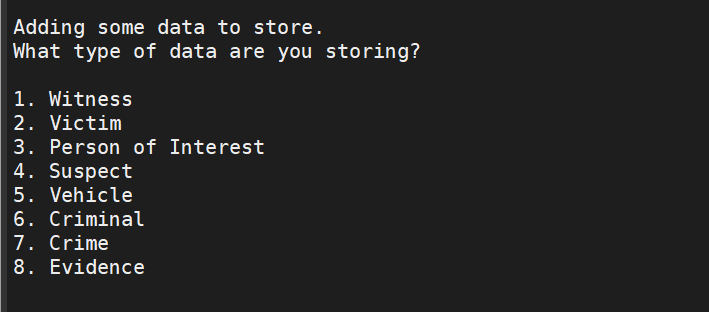 Adding some data to store.
What type of data are you storing?
1. Witness
2. Victim
3. Person of Interest
4. Suspect
5. Vehicle
6. Criminal
7. Crime
8. Evidence